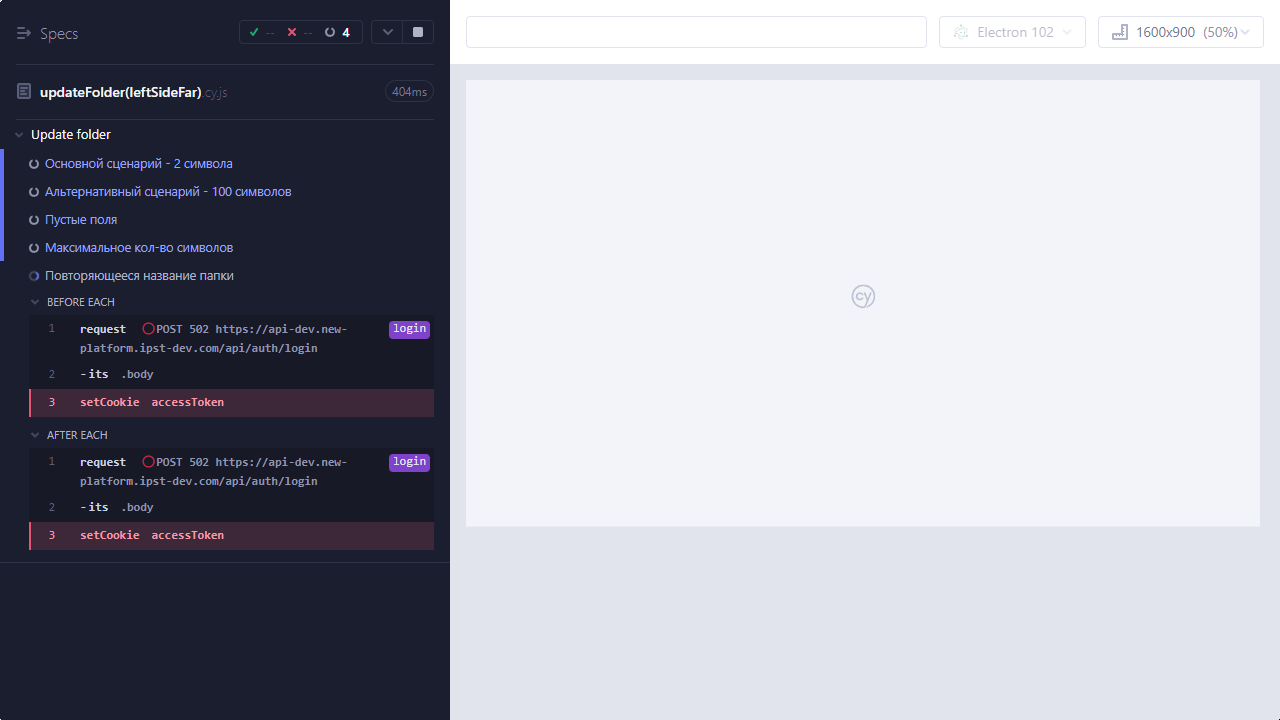 Specs
-- -- 4
updateFolder(leftSideFar).cy.js
404ms
Update folder
Основной сценарий - 2 символа
Альтернативный сценарий - 100 символов
Пустые поля
Максимальное кол-во символов
Повторяющееся название папки
BEFORE EACH
1 request POST 502 https://api-dev.new- login
platform.ipst-dev.com/api/auth/login
2 -its .body
3 setCookie accessToken
AFTER EACH
1 request POST 502 https://api-dev.new- login
platform.ipst-dev.com/api/auth/login
2 -its .body
3 setCookie accessToken
Electron 102
1600x900 (50%)
cy